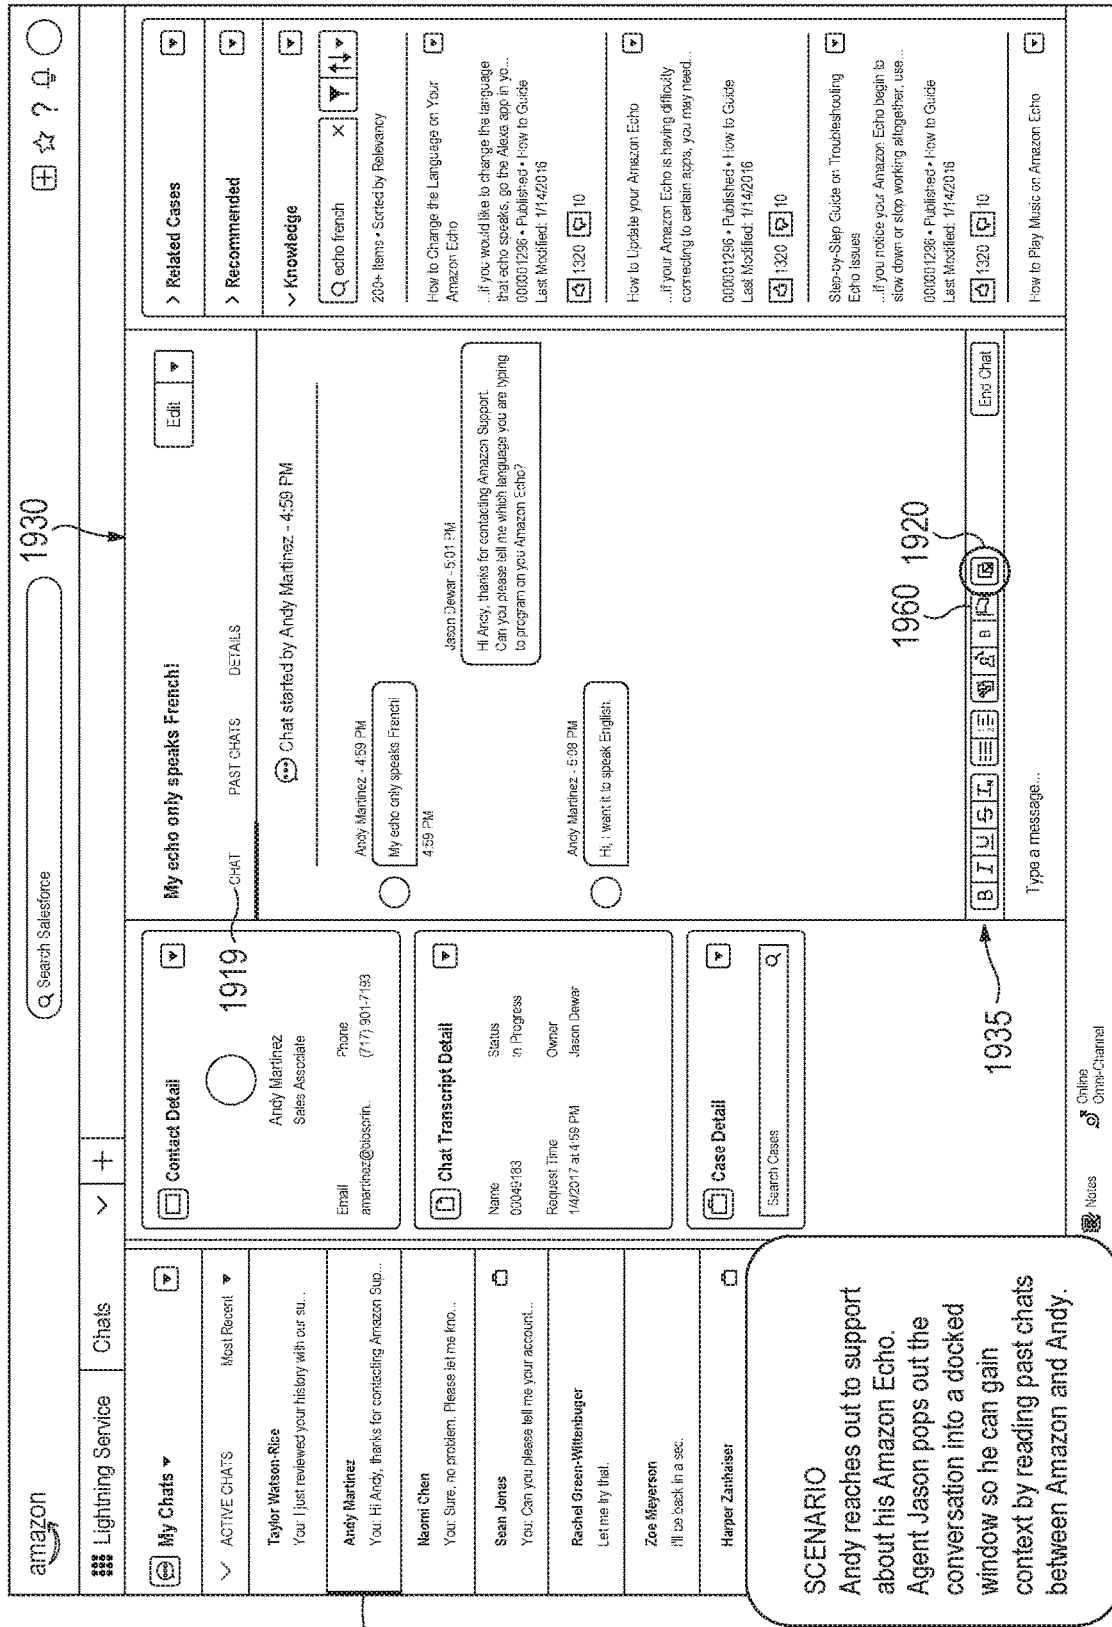 amazon
Search Salesforce
1930
?
Lightning Service
Chats
+
My Chats
ACTIVE CHATS
Most Recent
Taylor Watson-Rice
You: I just reviewed your history with our su...
Andy Martinez
You: Hi Andy, thanks for contacting Amazon Sup...
Naomi Chen
You: Sure, no problem. Please let me kno...
Sean Jonas
You: Can you please tell me your account...
Rachel Green-Wittenbuger
Let me try that.
Zoe Meyerson
I'll be back in a sec.
Harper Zanhaiser
SCENARIO
Andy reaches out to support
about his Amazon Echo.
Agent Jason pops out the
conversation into a docked
window so he can gain
context by reading past chats
between Amazon and Andy.
Contact Detail
1919
Andy Martinez
Sales Associate
Email
Phone
amartinez@biosprin..
(717) 901-7193
Chat Transcript Detail
Name
Status
00049183
In Progress
Request Time
Owner
1/4/2017 at 4:59 PM
Jason Dewar
Case Detail
Search Cases
1935
My echo only speaks French!
Edit
CHAT
PAST CHATS
DETAILS
Chat started by Andy Martinez - 4:59 PM
Andy Martinez - 4:59 PM
My echo only speaks French!
4:59 PM
Jason Dewar - 5:01 PM
Hi Andy, thanks for contacting Amazon Support.
Can you please tell me which language you are typing
to program on you Amazon Echo?
Andy Martinez - 5:08 PM
Hi, I want it to speak English.
1960
1920
B I U S I
B
End Chat
Type a message...
> Related Cases
> Recommended
Knowledge
echo french
X
200+ Items • Sorted by Relevancy
How to Change the Language on Your
Amazon Echo
...if you would like to change the language
that echo speaks, go the Alexa app in yo...
000001296 • Published • How to Guide
Last Modified: 1/14/2016
1320
10
How to Update your Amazon Echo
...if your Amazon Echo is having difficulty
connecting to certain apps, you may need...
000001296 • Published • How to Guide
Last Modified: 1/14/2016
1320
10
Step-by-Step Guide on Troubleshooting
Echo Issues
...if you notice your Amazon Echo begin to
slow down or stop working altogether, use...
000001296 • Published • How to Guide
Last Modified: 1/14/2016
1320
10
How to Play Music on Amazon Echo
Notes
Online
Omni-Channel